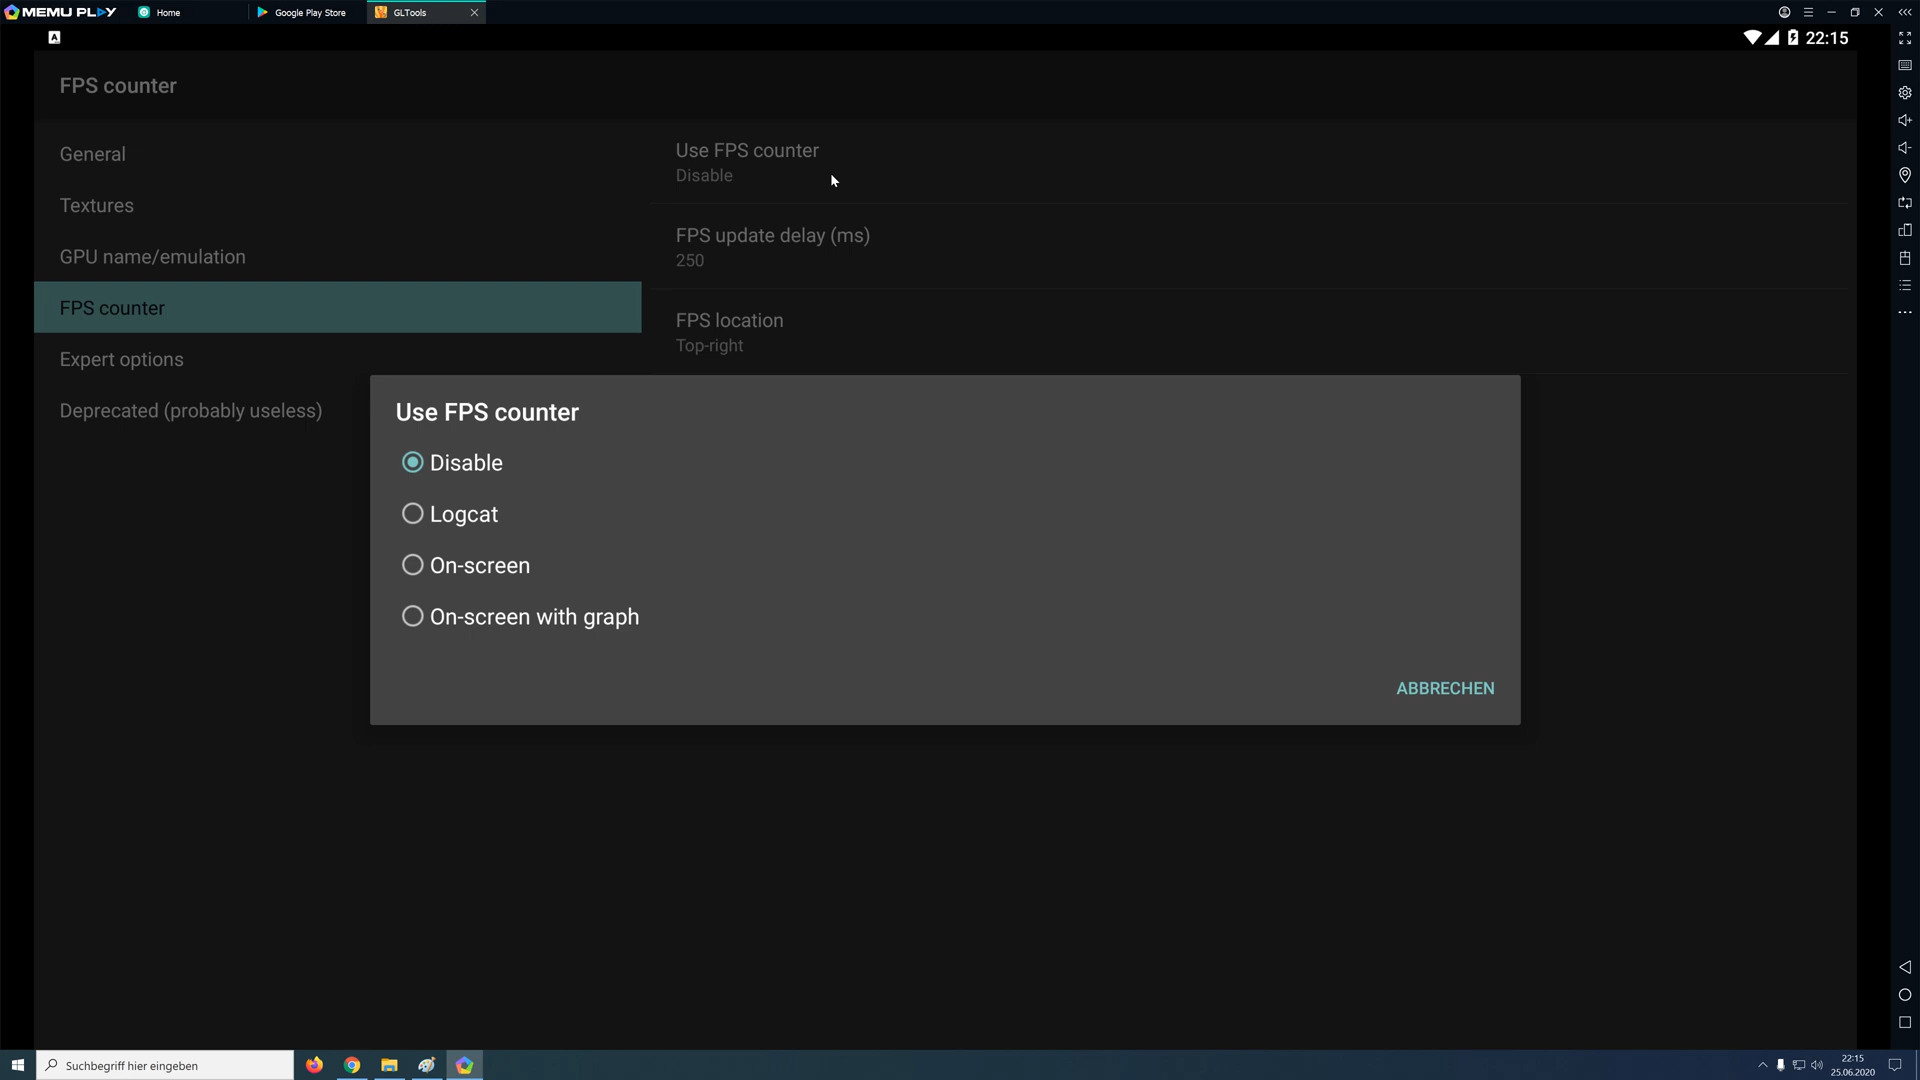 MEMU PLAY
Home
Google Play Store
GLTools
22:15
FPS counter
General
Textures
GPU name/emulation
FPS counter
Expert options
Deprecated (probably useless)
Use FPS counter
Disable
FPS update delay (ms)
250
FPS location
Top-right
Use FPS counter
Disable
Logcat
On-screen
On-screen with graph
ABBRECHEN
Suchbegriff hier eingeben
22:15
25.06.2020